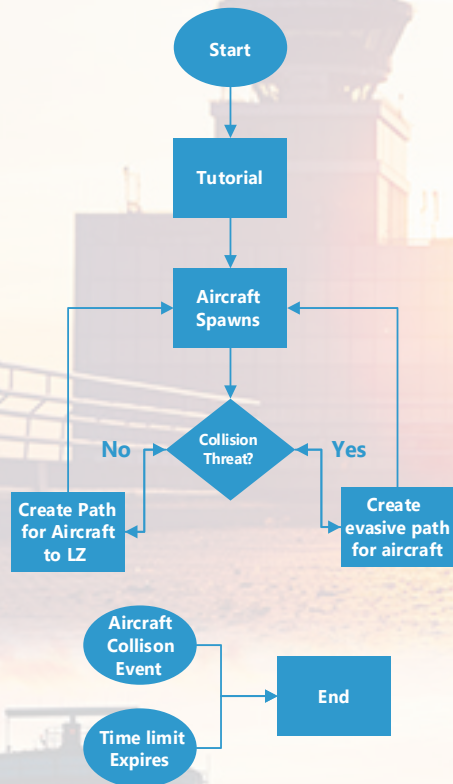 Start
Tutorial
Aircraft
Spawns
Collision
Threat?
No
Yes
Create Path
for Aircraft
to LZ
Create
evasive path
for aircraft
Aircraft
Collison
Event
End
Time limit
Expires